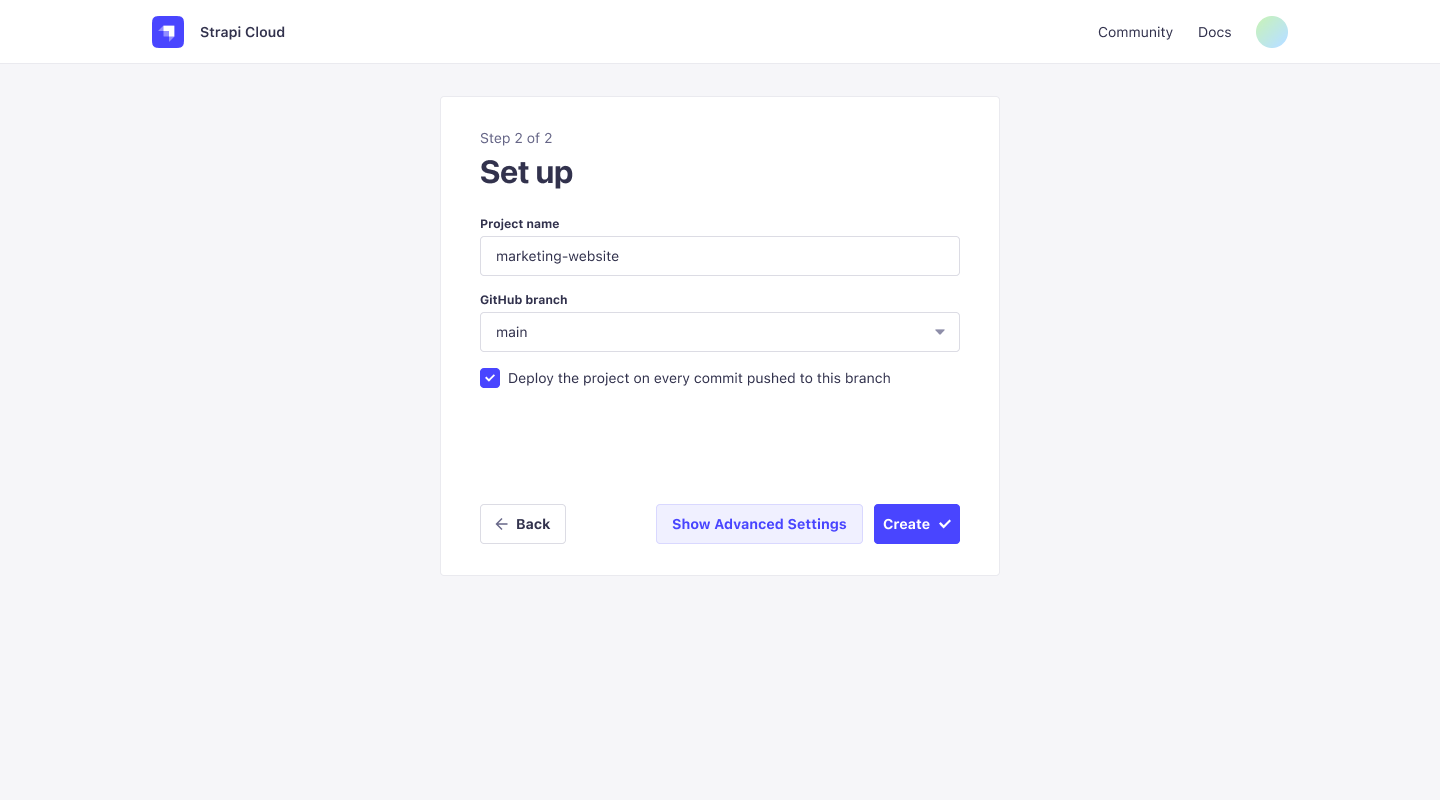 Strapi Cloud
Community
Docs
Step 2 of 2
Set up
Project name
marketing-website
GitHub branch
main
Deploy the project on every commit pushed to this branch
Back
Show Advanced Settings
Create